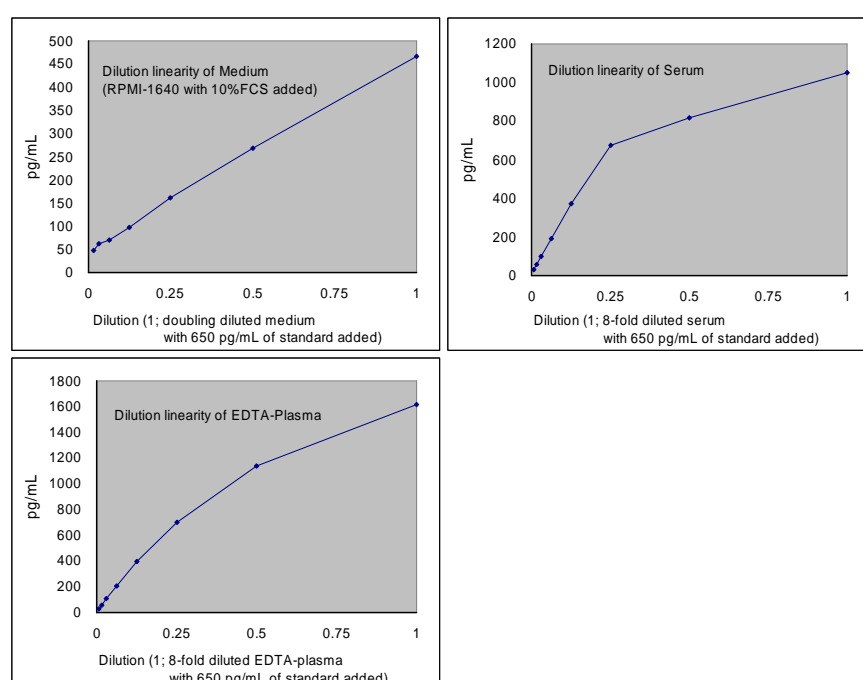 Dilution linearity of Medium
(RPMI-1640 with 10%FCS added)
pg/mL
500
450
400
350
300
250
200
150
100
50
0
0 0.25 0.5 0.75 1
Dilution (1; doubling diluted medium
with 650 pg/mL of standard added)
Dilution linearity of Serum
pg/mL
1200
1000
800
600
400
200
0
0 0.25 0.5 0.75 1
Dilution (1; 8-fold diluted serum
with 650 pg/mL of standard added)
Dilution linearity of EDTA-Plasma
pg/mL
1800
1600
1400
1200
1000
800
600
400
200
0
0 0.25 0.5 0.75 1
Dilution (1; 8-fold diluted EDTA-plasma
with 650 pg/mL of standard added)